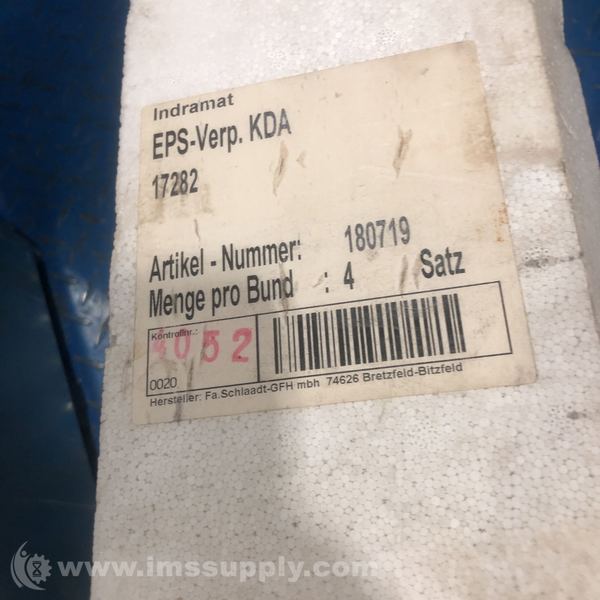 Indramat
EPS-Verp. KDA
17282
Artikel - Nummer: 180719
Menge pro Bund : 4 Satz
Kontrollnr.:
4052
0020
Hersteller: Fa.Schlaadt-GFH mbh 74626 Bretzfeld-Bitzfeld
www.imssupply.com